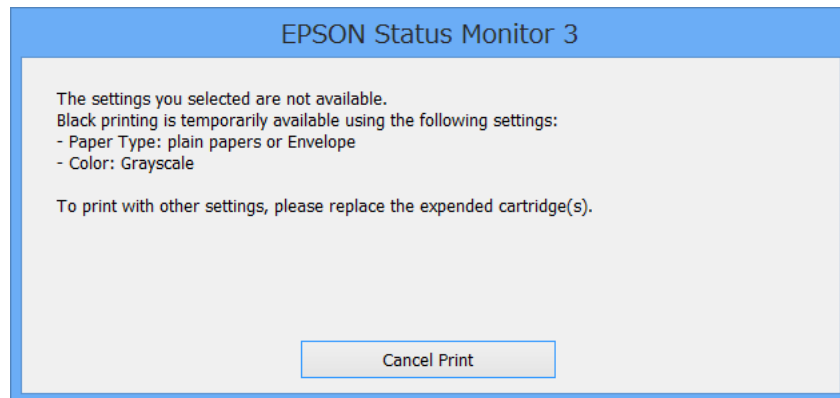 EPSON Status Monitor 3
The settings you selected are not available.
Black printing is temporarily available using the following settings:
- Paper Type: plain papers or Envelope
- Color: Grayscale
To print with other settings, please replace the expended cartridge(s).
Cancel Print